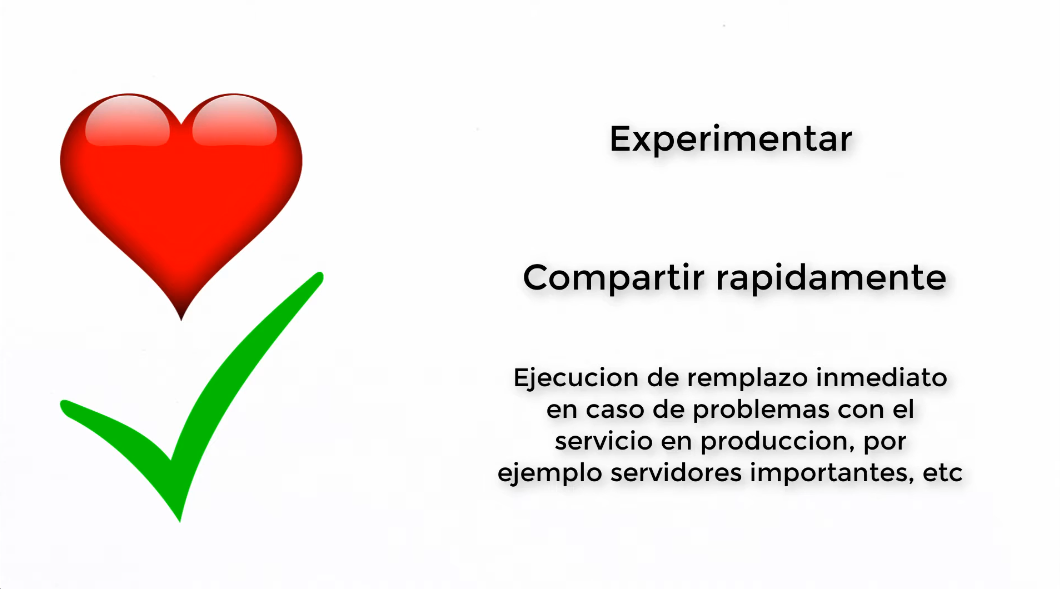 Experimentar
Compartir rapidamente
Ejecucion de remplazo inmediato
en caso de problemas con el
servicio en produccion, por
ejemplo servidores importantes, etc